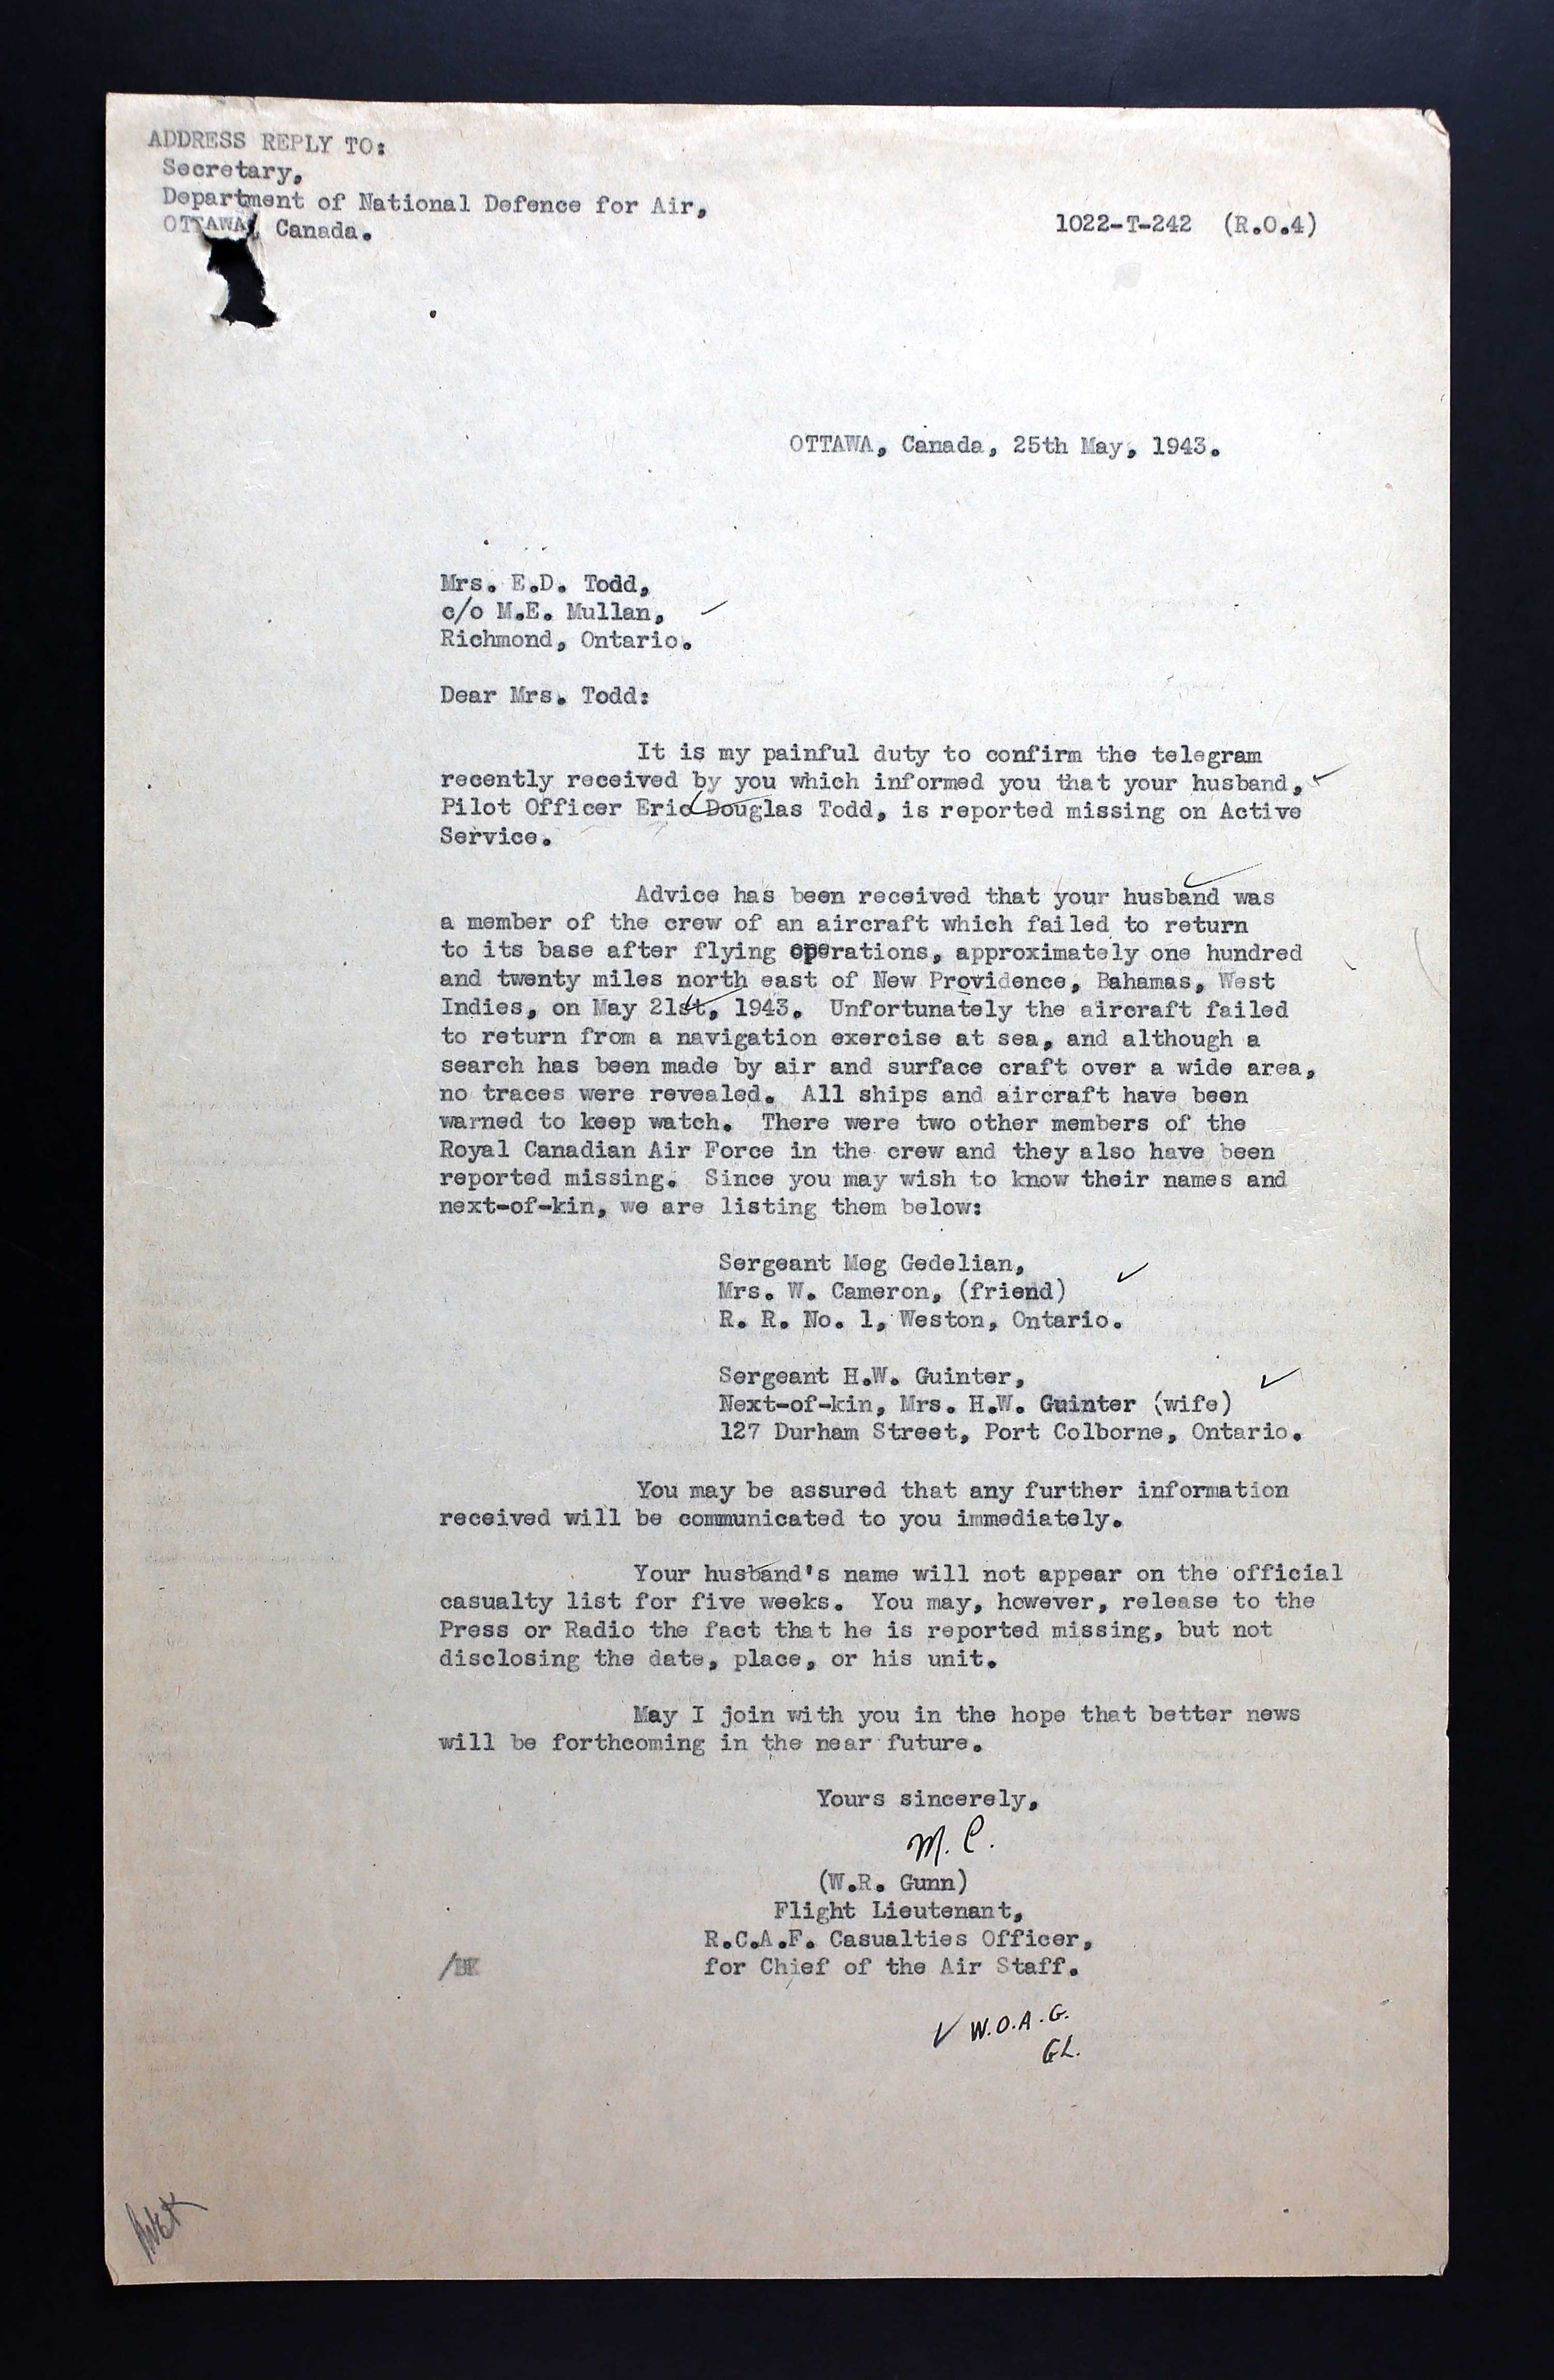 ADDRESS REPLY TO:
Secretary,
Department of National Defence for Air,
OTTAWA, Canada.
1022-T-242 (R.O.4)
OTTAWA, Canada, 25th May, 1943.
Mrs. E.D. Todd,
c/o M.E. Mullan,
Richmond, Ontario.
Dear Mrs. Todd:
It is my painful duty to confirm the telegram
recently received by you which informed you that your husband,
Pilot Officer Eric Douglas Todd, is reported missing on Active
Service.
Advice has been received that your husband was
a member of the crew of an aircraft which failed to return
to its base after flying operations, approximately one hundred
and twenty miles north east of New Providence, Bahamas, West
Indies, on May 21st, 1943. Unfortunately the aircraft failed
to return from a navigation exercise at sea, and although a
search has been made by air and surface craft over a wide area,
no traces were revealed. All ships and aircraft have been
warned to keep watch. There were two other members of the
Royal Canadian Air Force in the crew and they also have been
reported missing. Since you may wish to know their names and
next-of-kin, we are listing them below:
Sergeant Meg Gedelian,
Mrs. W. Cameron, (friend)
R. R. No. 1, Weston, Ontario.
Sergeant H.W. Guinter,
Next-of-kin, Mrs. H.W. Guinter (wife)
127 Durham Street, Port Colborne, Ontario.
You may be assured that any further information
received will be communicated to you immediately.
Your husband's name will not appear on the official
casualty list for five weeks. You may, however, release to the
Press or Radio the fact that he is reported missing, but not
disclosing the date, place, or his unit.
May I join with you in the hope that better news
will be forthcoming in the near future.
Yours sincerely,
M. C.
(W.R. Gunn)
Flight Lieutenant,
R.C.A.F. Casualties Officer,
for Chief of the Air Staff.
✓ W.O.A.G.
GL.